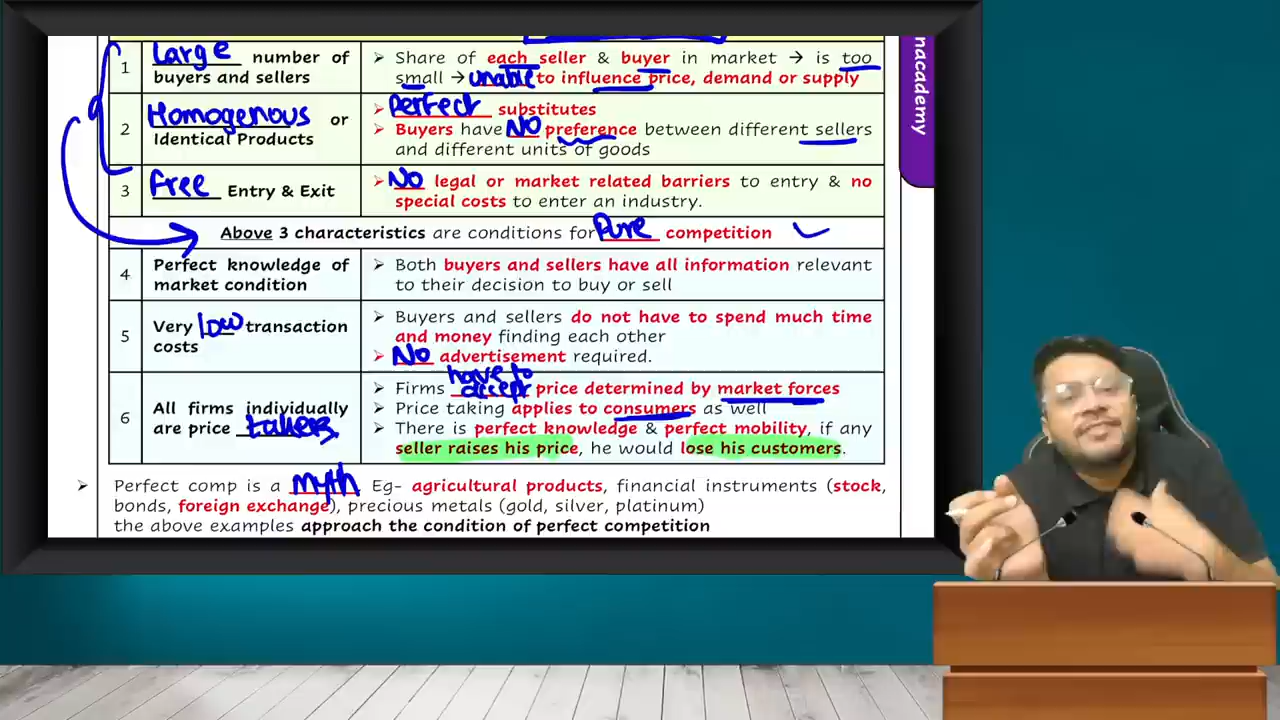 1 Large number of buyers and sellers
➢ Share of each seller & buyer in market → is too
small → unable to influence price, demand or supply
2 Homogenous or
Identical Products
➢ Perfect substitutes
➢ Buyers have NO preference between different sellers
and different units of goods
3 Free Entry & Exit
➢ NO legal or market related barriers to entry & no
special costs to enter an industry.
Above 3 characteristics are conditions for Pure competition
4 Perfect knowledge of
market condition
➢ Both buyers and sellers have all information relevant
to their decision to buy or sell
5 Very low transaction
costs
➢ Buyers and sellers do not have to spend much time
and money finding each other
➢ NO advertisement required.
6 All firms individually
are price takers
➢ Firms have to accept price determined by market forces
➢ Price taking applies to consumers as well
➢ There is perfect knowledge & perfect mobility, if any
seller raises his price, he would lose his customers.
➢ Perfect comp is a myth Eg- agricultural products, financial instruments (stock,
bonds, foreign exchange), precious metals (gold, silver, platinum)
the above examples approach the condition of perfect competition
nacademy